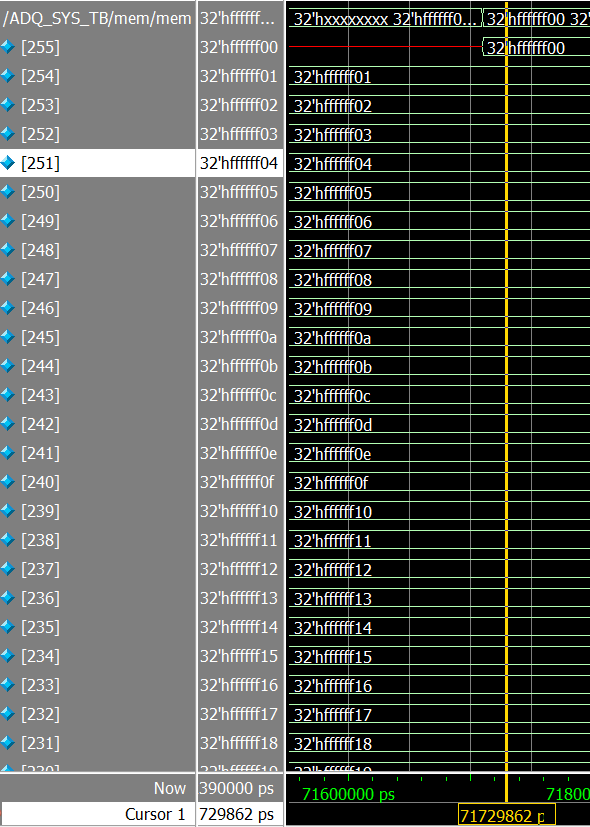 /ADQ_SYS_TB/mem/mem 32'hffffff... 32'hxxxxxxxx 32'hffffff0... 32'hffffff00 32'
[255] 32'hffffff00 32'hffffff00
[254] 32'hffffff01 32'hffffff01
[253] 32'hffffff02 32'hffffff02
[252] 32'hffffff03 32'hffffff03
[251] 32'hffffff04 32'hffffff04
[250] 32'hffffff05 32'hffffff05
[249] 32'hffffff06 32'hffffff06
[248] 32'hffffff07 32'hffffff07
[247] 32'hffffff08 32'hffffff08
[246] 32'hffffff09 32'hffffff09
[245] 32'hffffff0a 32'hffffff0a
[244] 32'hffffff0b 32'hffffff0b
[243] 32'hffffff0c 32'hffffff0c
[242] 32'hffffff0d 32'hffffff0d
[241] 32'hffffff0e 32'hffffff0e
[240] 32'hffffff0f 32'hffffff0f
[239] 32'hffffff10 32'hffffff10
[238] 32'hffffff11 32'hffffff11
[237] 32'hffffff12 32'hffffff12
[236] 32'hffffff13 32'hffffff13
[235] 32'hffffff14 32'hffffff14
[234] 32'hffffff15 32'hffffff15
[233] 32'hffffff16 32'hffffff16
[232] 32'hffffff17 32'hffffff17
[231] 32'hffffff18 32'hffffff18
Now 390000 ps 71600000 ps 71800
Cursor 1 729862 ps 71729862 p